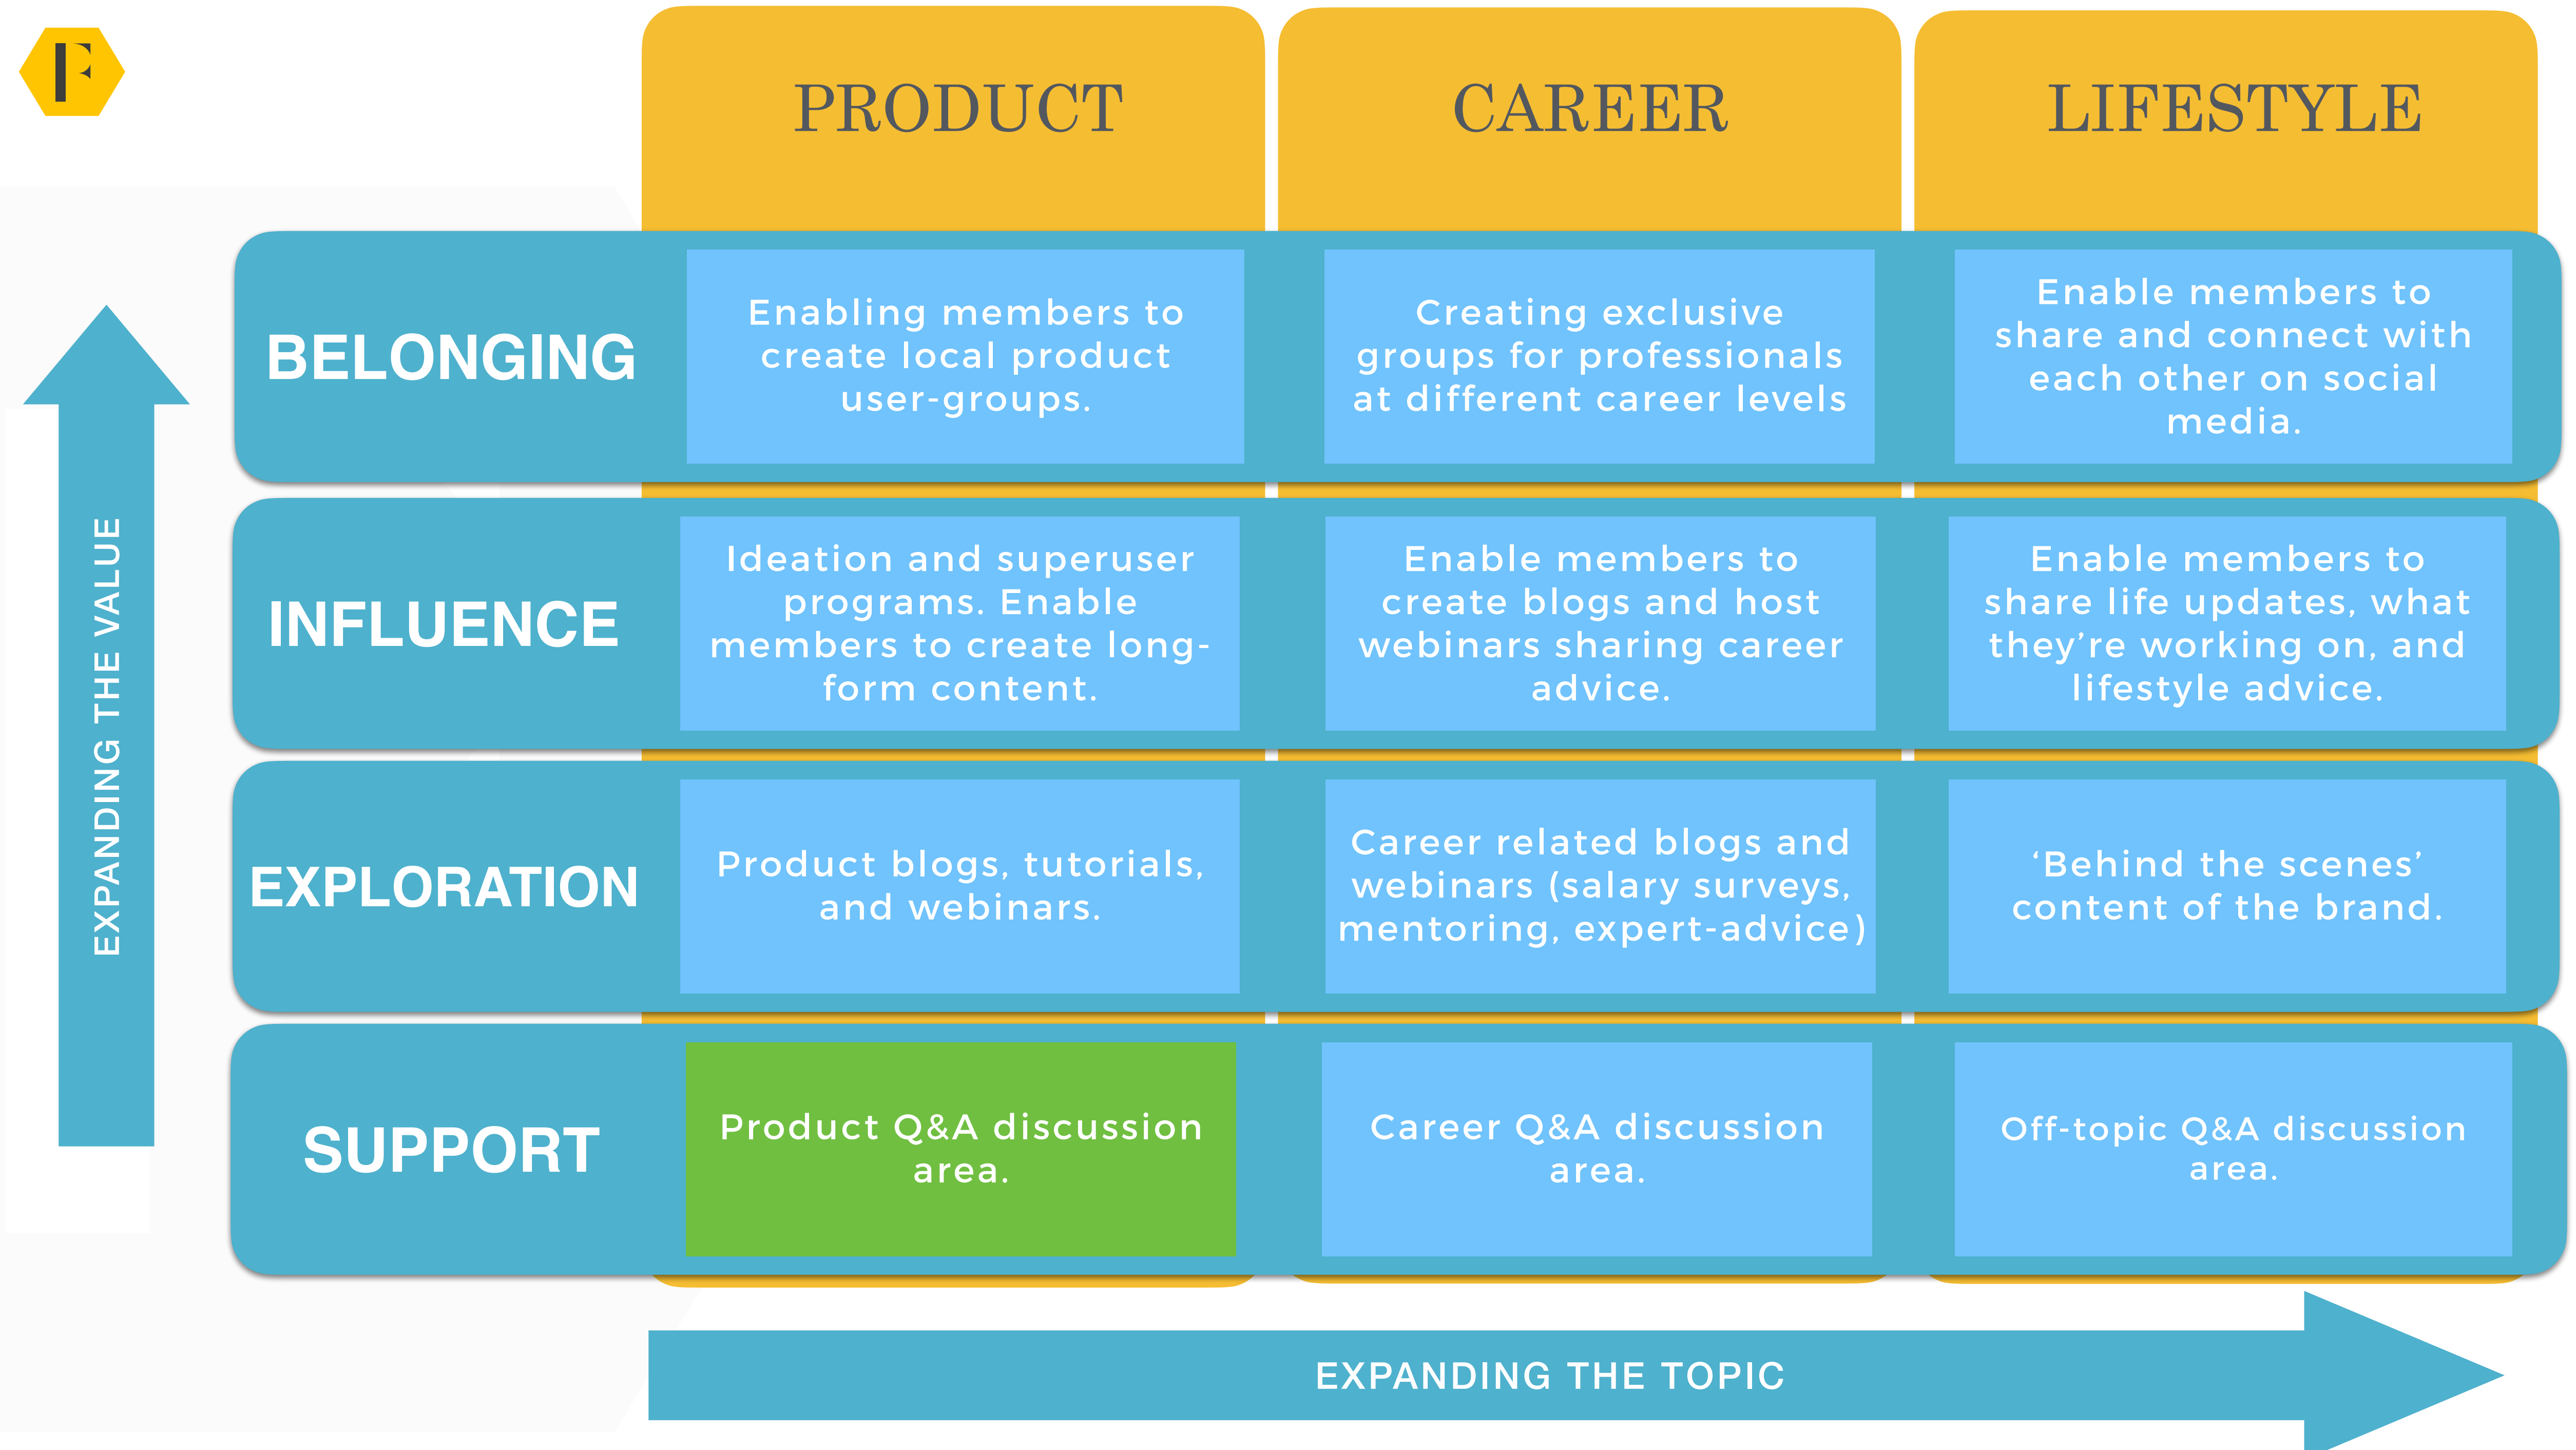 F
PRODUCT
CAREER
LIFESTYLE
BELONGING
Enabling members to
create local product
user-groups.
Creating exclusive
groups for professionals
at different career levels
Enable members to
share and connect with
each other on social
media.
INFLUENCE
Ideation and superuser
programs. Enable
members to create long-
form content.
Enable members to
create blogs and host
webinars sharing career
advice.
Enable members to
share life updates, what
they’re working on, and
lifestyle advice.
EXPLORATION
Product blogs, tutorials,
and webinars.
Career related blogs and
webinars (salary surveys,
mentoring, expert-advice)
‘Behind the scenes’
content of the brand.
SUPPORT
Product Q&A discussion
area.
Career Q&A discussion
area.
Off-topic Q&A discussion
area.
EXPANDING THE VALUE
EXPANDING THE TOPIC